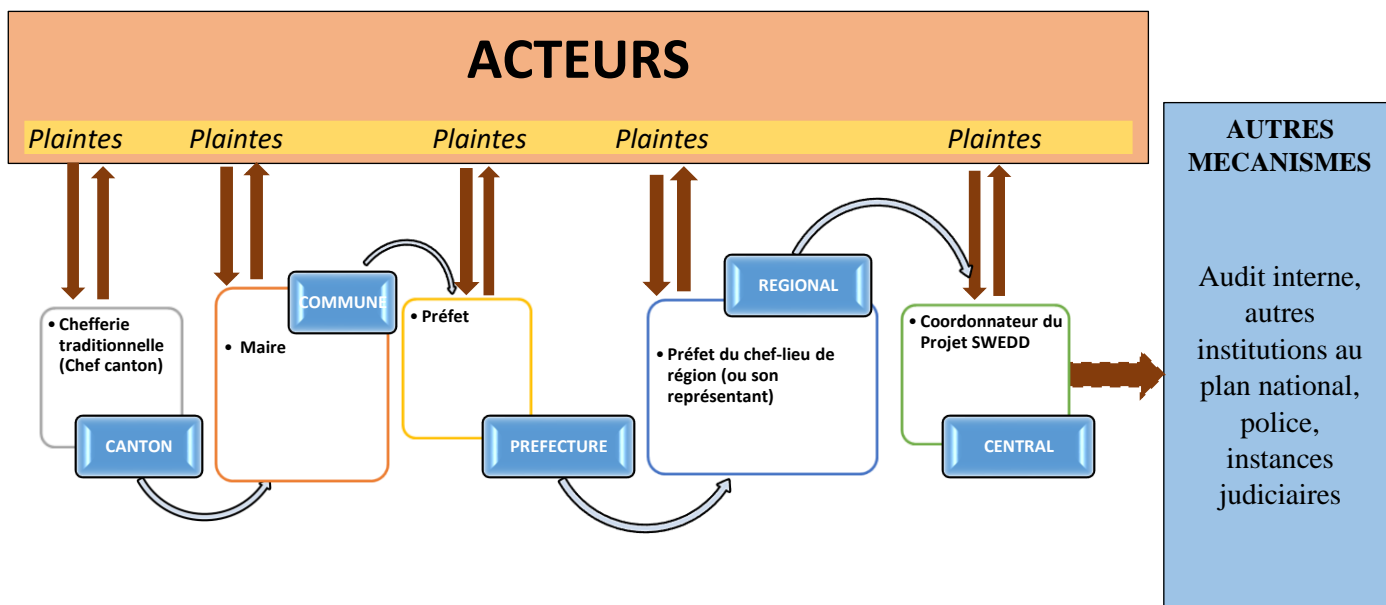 ACTEURS
Plaintes
Plaintes
Plaintes
Plaintes
Plaintes
• Chefferie
traditionnelle
(Chef canton)
CANTON
COMMUNE
• Maire
• Préfet
PREFECTURE
REGIONAL
• Préfet du chef-lieu de
région (ou son
représentant)
• Coordonnateur du
Projet SWEDD
CENTRAL
AUTRES
MECANISMES
Audit interne,
autres
institutions au
plan national,
police,
instances
judiciaires